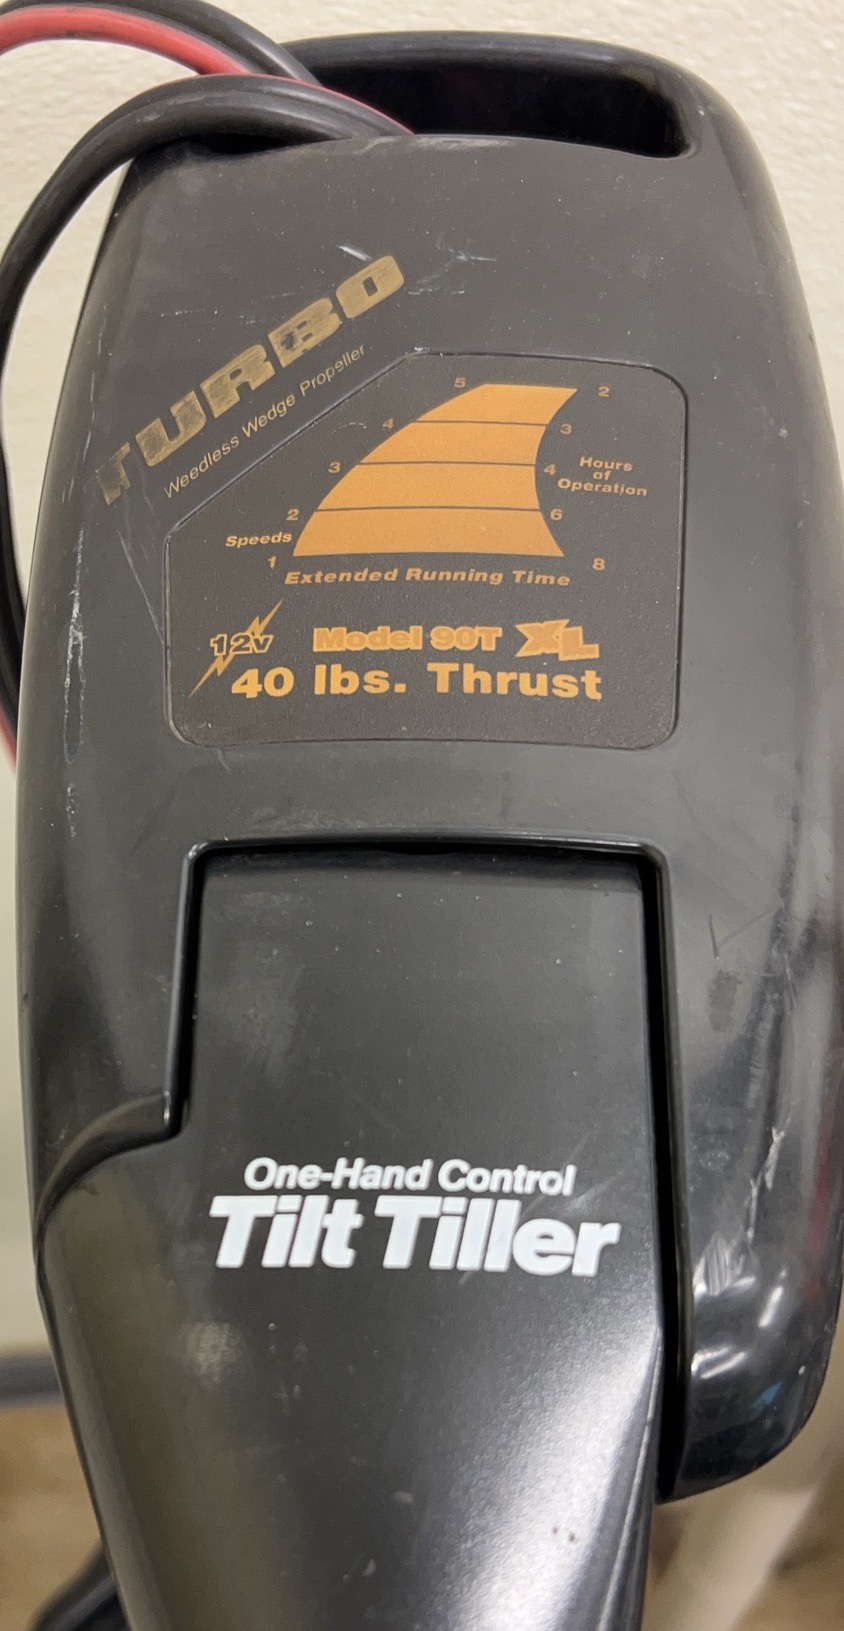 TURBO
Weedless Wedge Propeller
5 2
4 3
3 4
Hours
of
Operation
2 6
Speeds
1 8
Extended Running Time
12v Model 90T XL
40 lbs. Thrust
One-Hand Control
Tilt Tiller